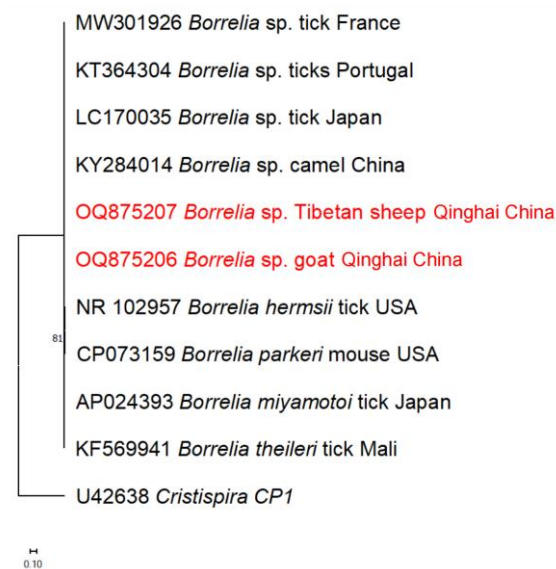 MW301926 Borrelia sp. tick France
KT364304 Borrelia sp. ticks Portugal
LC170035 Borrelia sp. tick Japan
KY284014 Borrelia sp. camel China
OQ875207 Borrelia sp. Tibetan sheep Qinghai China
OQ875206 Borrelia sp. goat Qinghai China
NR 102957 Borrelia hermsii tick USA
81
CP073159 Borrelia parkeri mouse USA
AP024393 Borrelia miyamotoi tick Japan
KF569941 Borrelia theileri tick Mali
U42638 Cristispira CP1
0.10